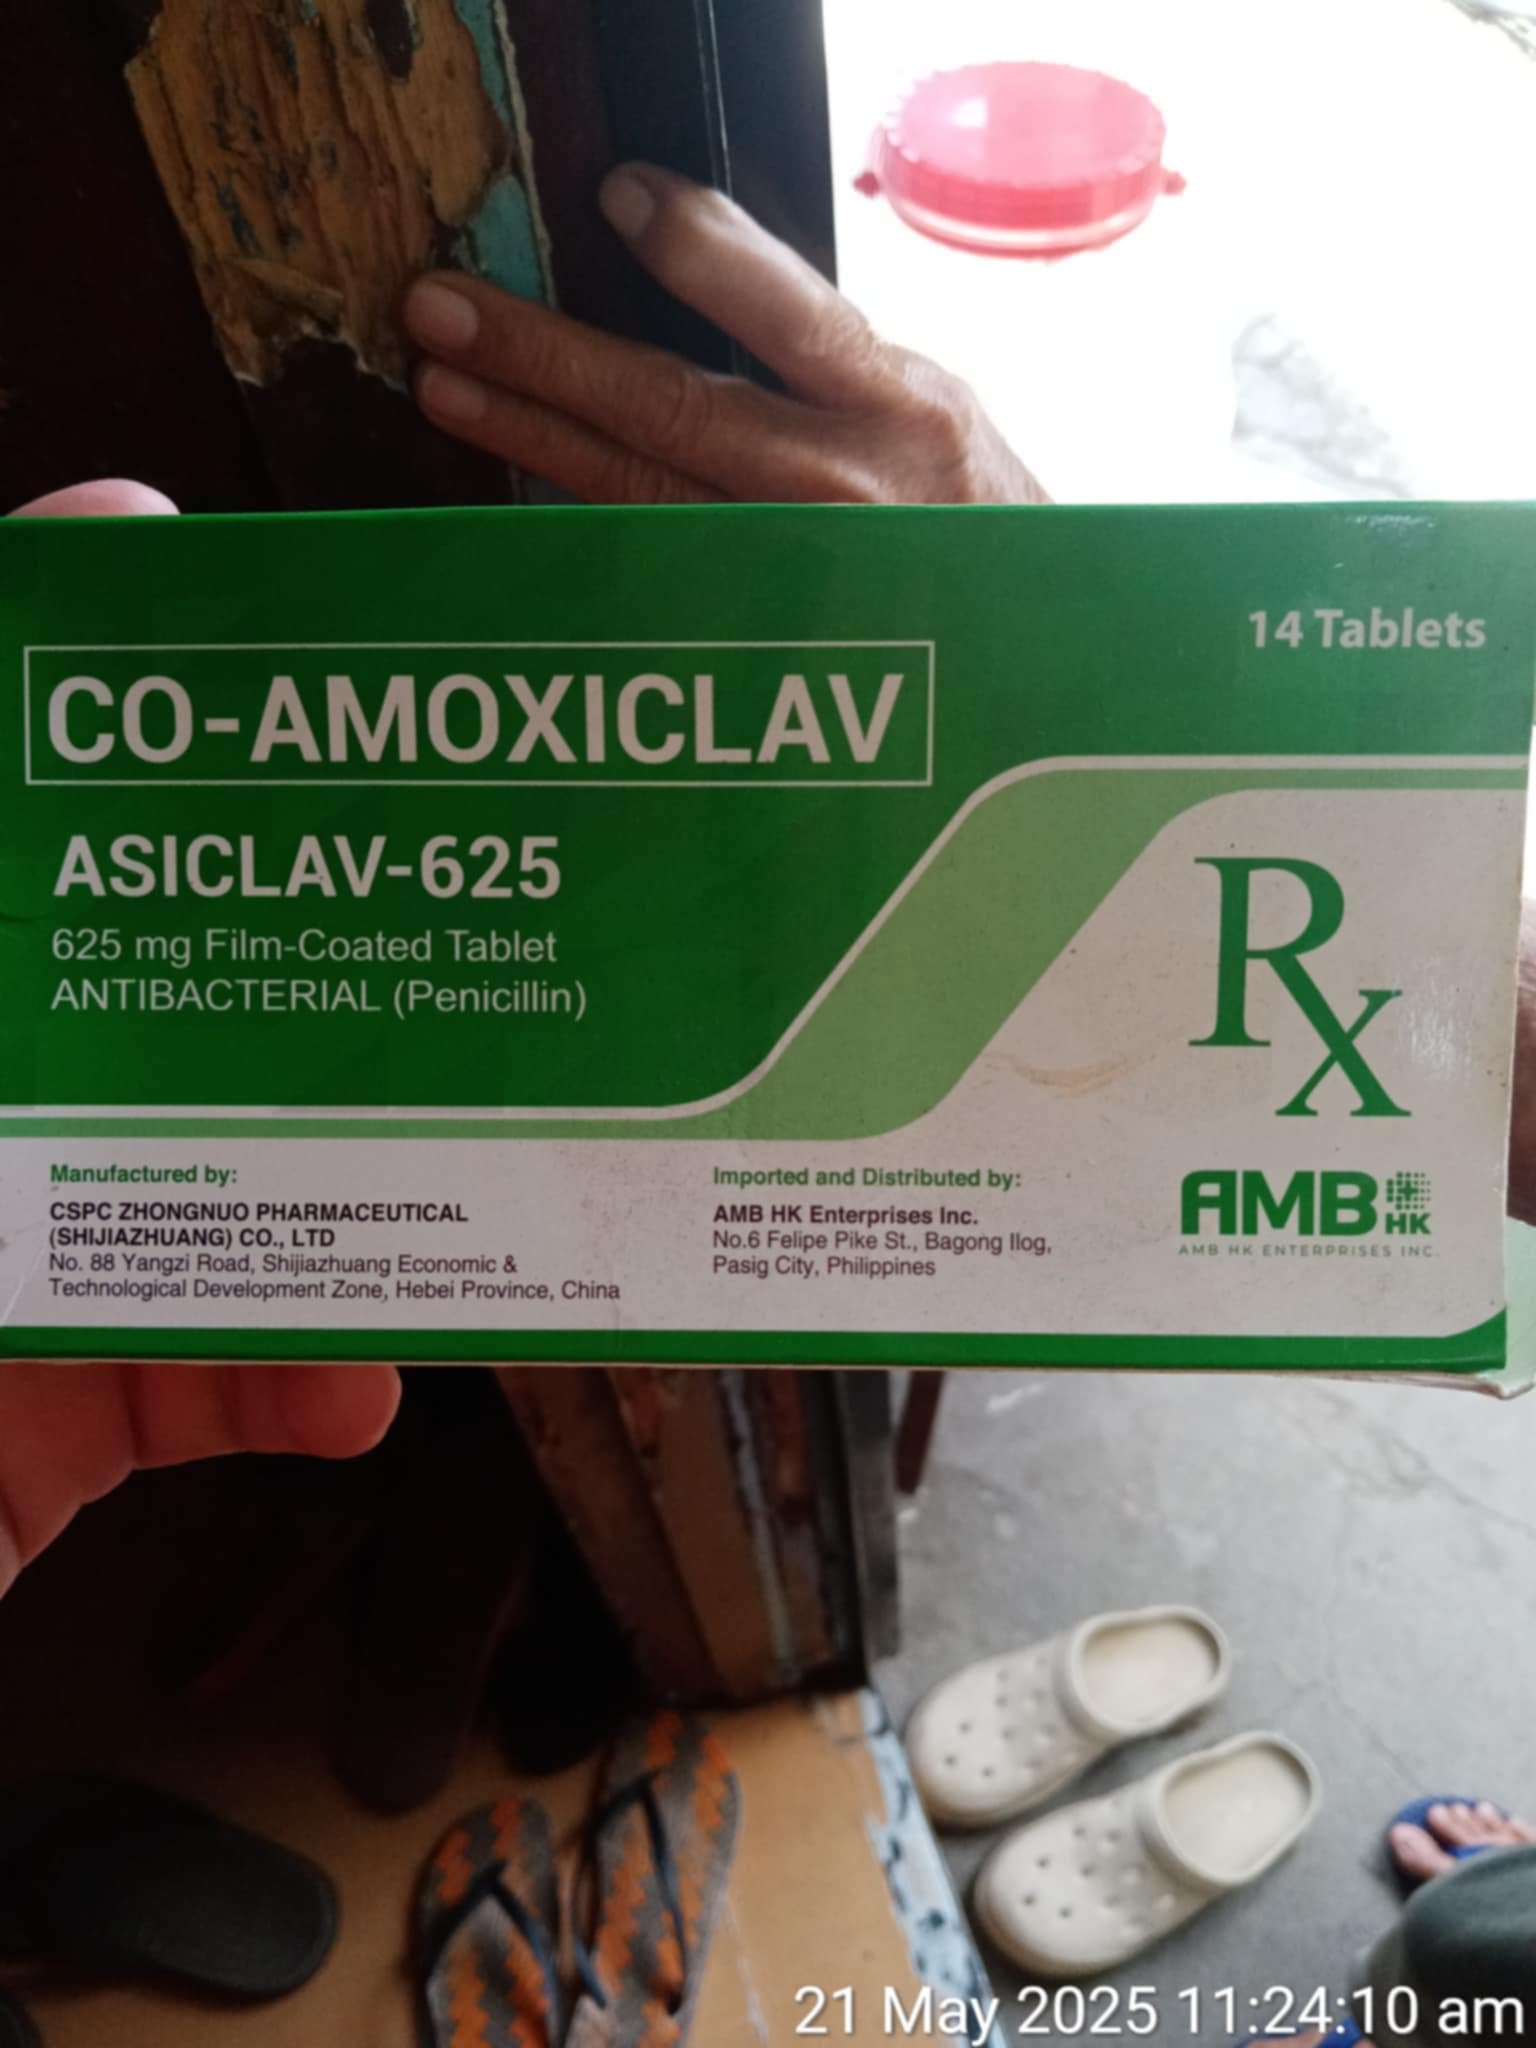 14 Tablets
CO-AMOXICLAV
ASICLAV-625
625 mg Film-Coated Tablet
ANTIBACTERIAL (Penicillin)
Rx
Manufactured by:
CSPC ZHONGNUO PHARMACEUTICAL
(SHIJIAZHUANG) CO., LTD
No. 88 Yangzi Road, Shijiazhuang Economic &
Technological Development Zone, Hebei Province, China
Imported and Distributed by:
AMB HK Enterprises Inc.
No.6 Felipe Pike St., Bagong Ilog,
Pasig City, Philippines
AMB HK
AMB HK ENTERPRISES INC.
21 May 2025 11:24:10 am